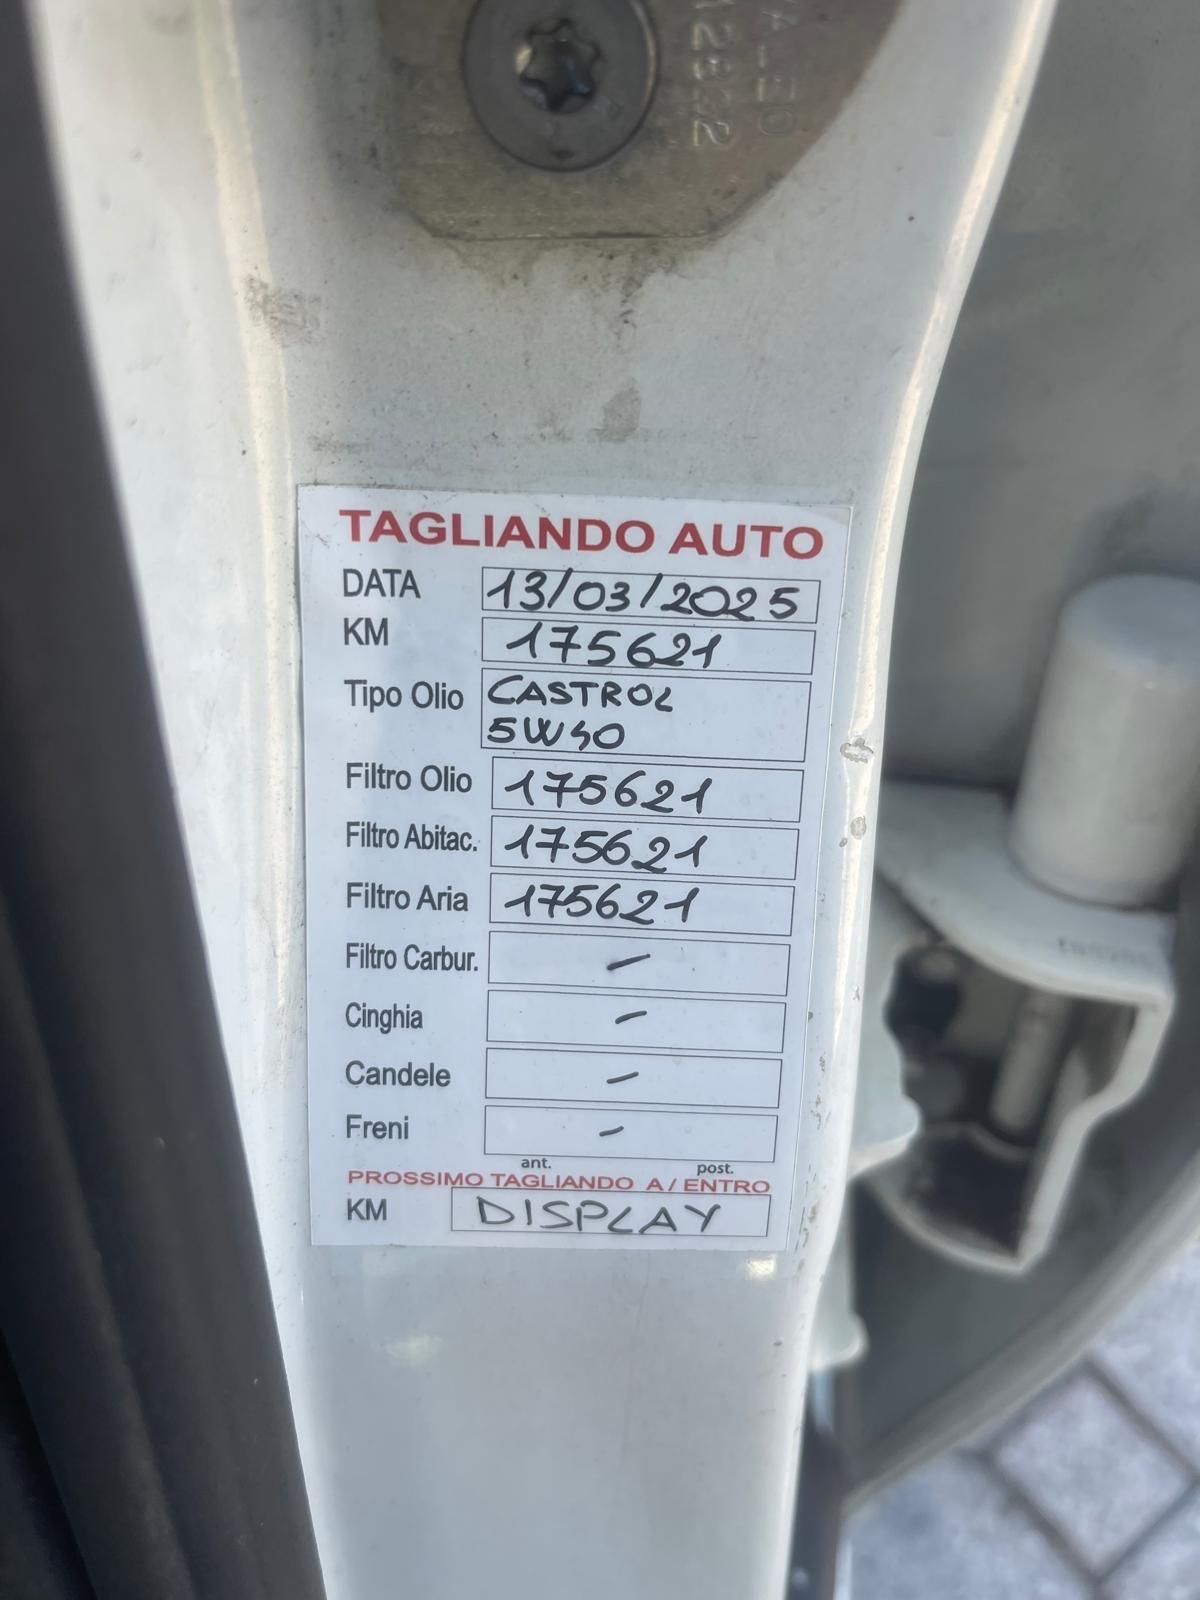 TAGLIANDO AUTO
DATA 13/03/2025
KM 175621
Tipo Olio CASTROL
5W40
Filtro Olio 175621
Filtro Abitac. 175621
Filtro Aria 175621
Filtro Carbur. -
Cinghia -
Candele -
Freni -
ant. post.
PROSSIMO TAGLIANDO A/ENTRO
KM DISPLAY